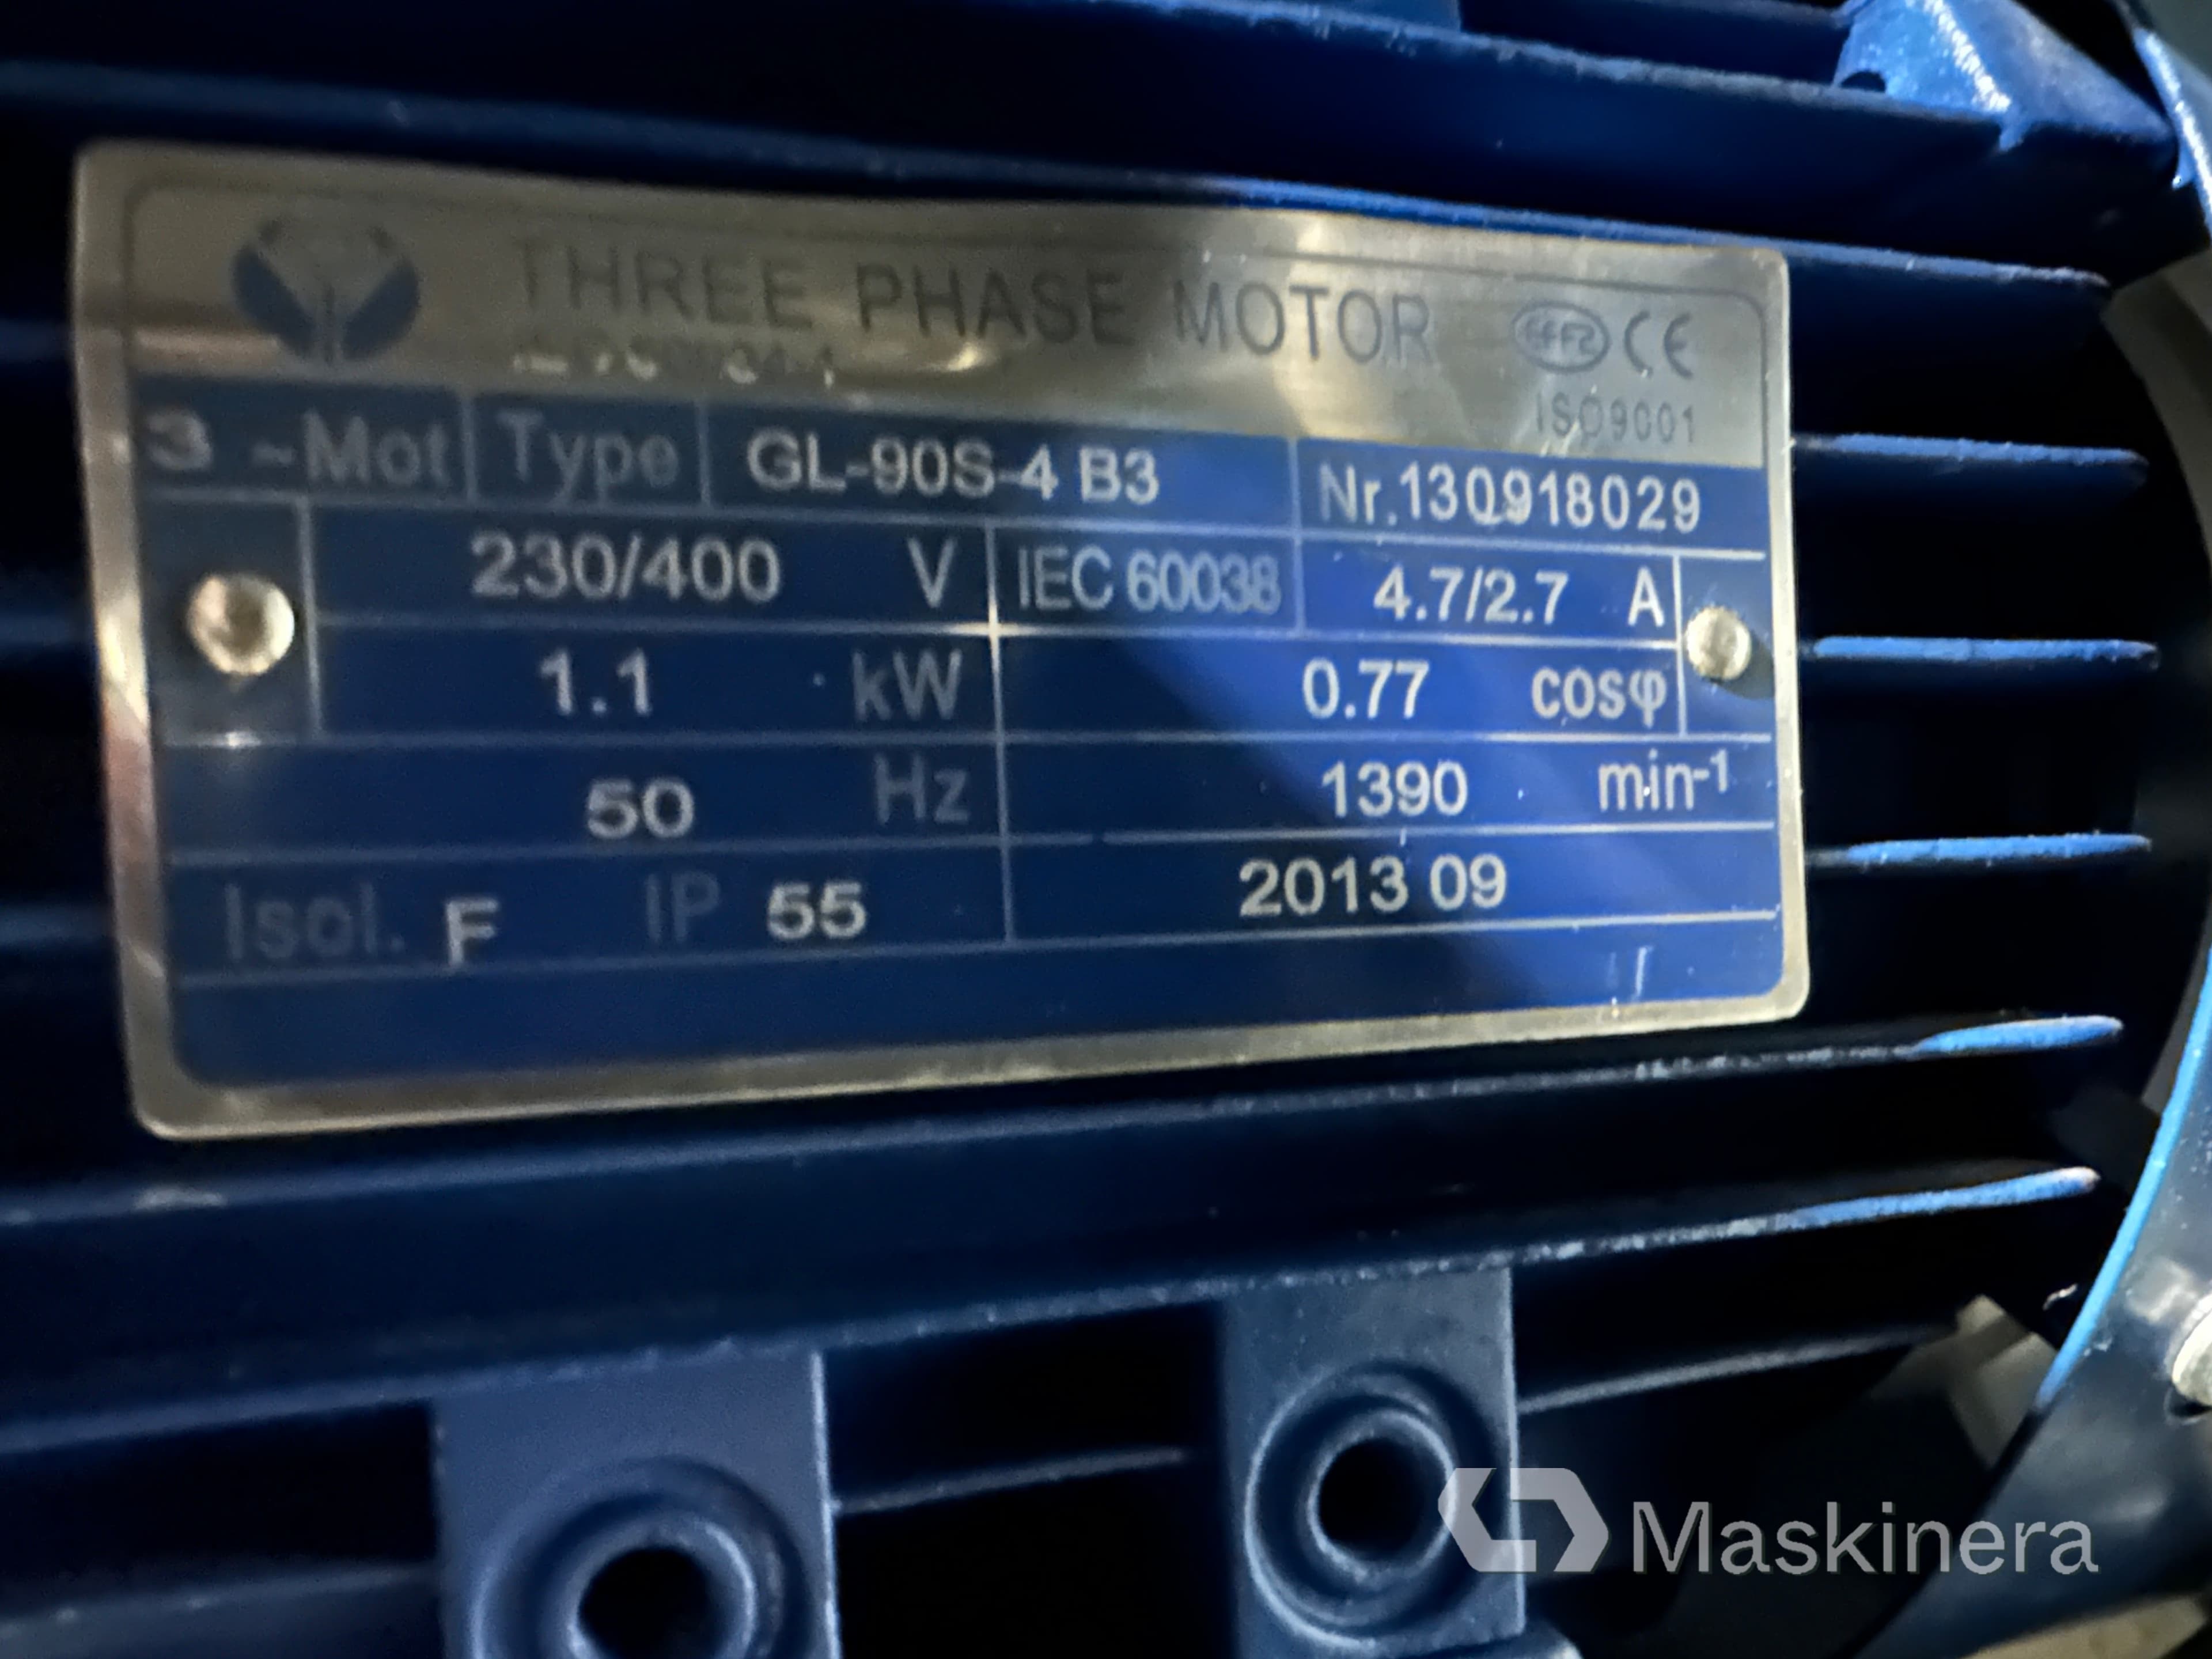 THREE PHASE MOTOR
eff2 CE
ISO9001
3 ~Mot Type GL-90S-4 B3 Nr.130918029
230/400 V IEC 60038 4.7/2.7 A
1.1 kW 0.77 cosφ
50 Hz 1390 min-1
Isol. F IP 55 2013 09
Maskinera